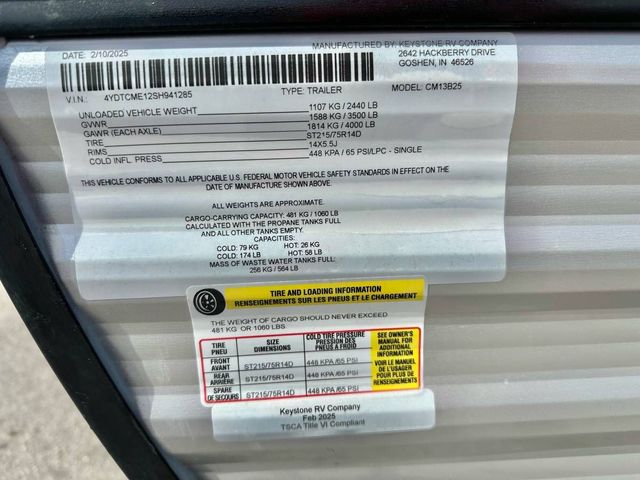 DATE: 2/10/2025
MANUFACTURED BY: KEYSTONE RV COMPANY
2642 HACKBERRY DRIVE
GOSHEN, IN 46526
V.I.N.: 4YDTCME12SH941285 TYPE: TRAILER MODEL: CM13B25
UNLOADED VEHICLE WEIGHT 1107 KG / 2440 LB
GVWR 1588 KG / 3500 LB
GAWR (EACH AXLE) 1814 KG / 4000 LB
TIRE ST215/75R14D
RIMS 14X5.5J
COLD INFL. PRESS 448 KPA / 65 PSI/LPC - SINGLE
THIS VEHICLE CONFORMS TO ALL APPLICABLE U.S. FEDERAL MOTOR VEHICLE SAFETY STANDARDS IN EFFECT ON THE
DATE OF MANUFACTURE SHOWN ABOVE.
ALL WEIGHTS ARE APPROXIMATE.
CARGO-CARRYING CAPACITY: 481 KG / 1060 LB
CALCULATED WITH THE PROPANE TANKS FULL
AND ALL OTHER TANKS EMPTY.
CAPACITIES:
COLD: 79 KG HOT: 26 KG
COLD: 174 LB HOT: 58 LB
MASS OF WASTE WATER TANKS FULL:
256 KG / 564 LB
TIRE AND LOADING INFORMATION
RENSEIGNEMENTS SUR LES PNEUS ET LE CHARGEMENT
THE WEIGHT OF CARGO SHOULD NEVER EXCEED
481 KG OR 1060 LBS
TIRE
PNEU
SIZE
DIMENSIONS
COLD TIRE PRESSURE
PRESSION DES
PNEUS A FROID
FRONT
AVANT
ST215/75R14D
448 KPA /65 PSI
REAR
ARRIÈRE
ST215/75R14D
448 KPA /65 PSI
SPARE
DE SECOURS
ST215/75R14D
448 KPA /65 PSI
SEE OWNER'S
MANUAL FOR
ADDITIONAL
INFORMATION
VOIR LE MANUEL
DE L'USAGER
POUR PLUS DE
RENSEIGNMENTS
Keystone RV Company
Feb 2025
TSCA Title VI Compliant